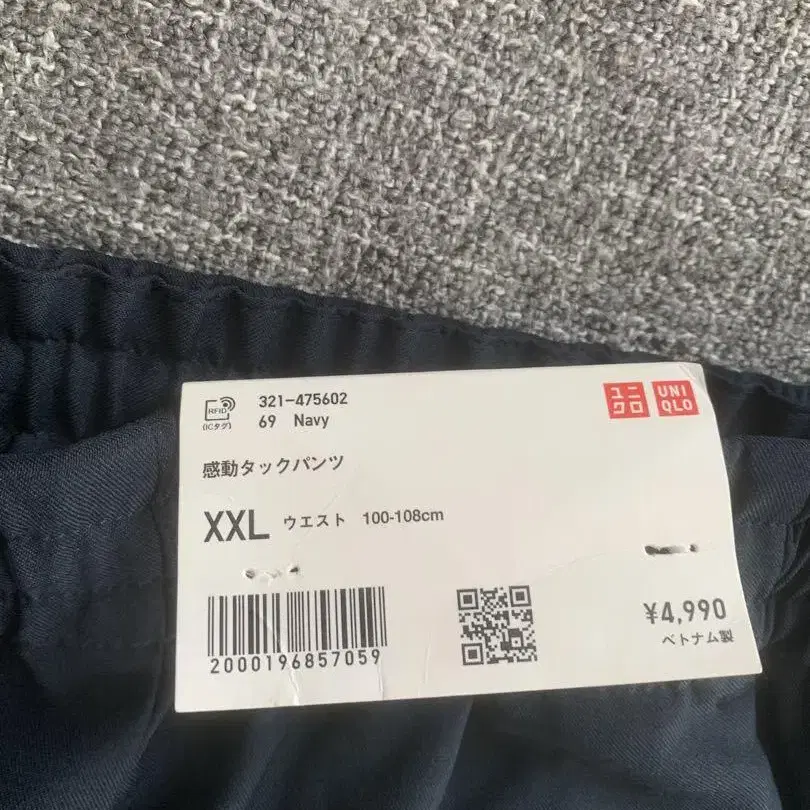 RFID
(ICタグ)
321-475602
69 Navy
ユニ
クロ
UNI
QLO
感動タックパンツ
XXL ウエスト 100-108cm
2000196857059
¥4,990
ベトナム製